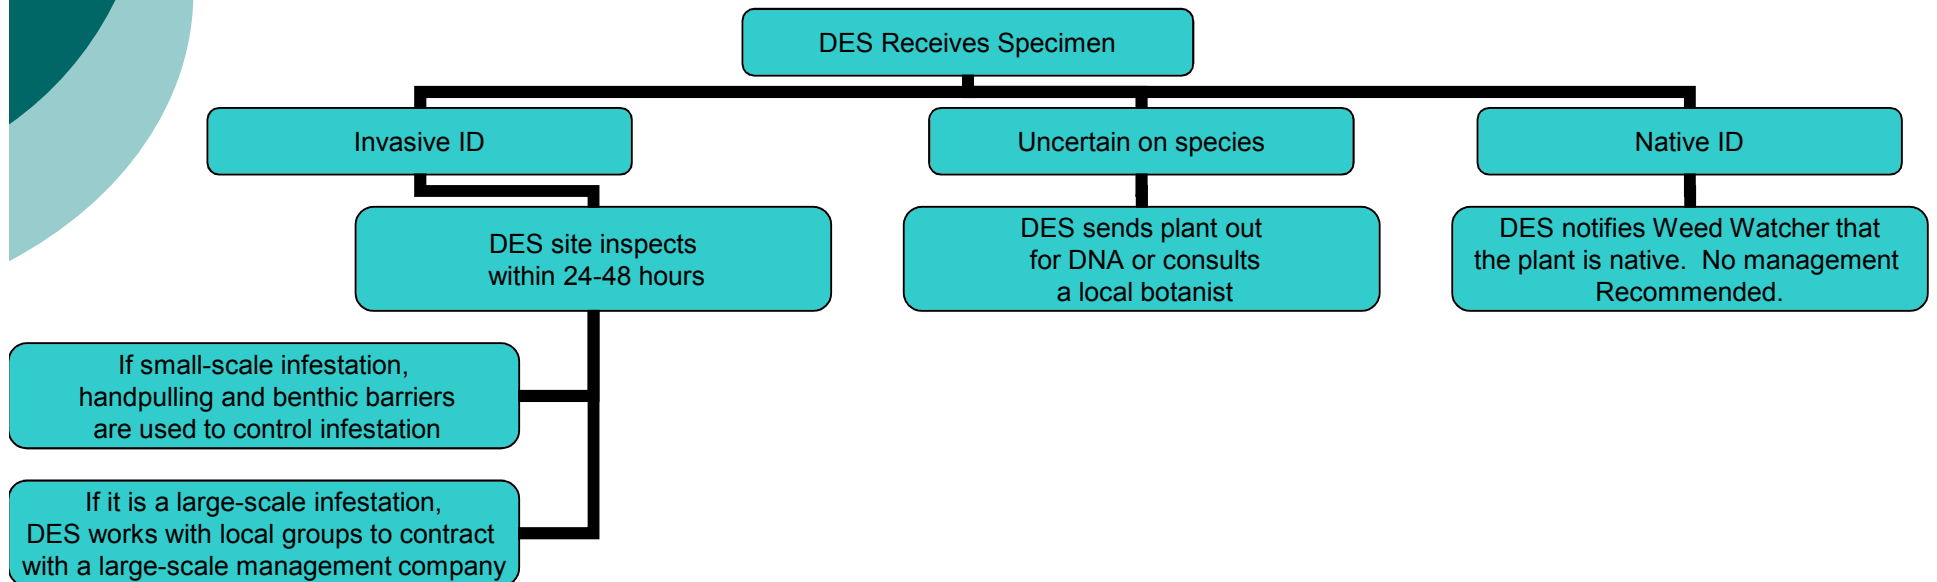 DES Receives Specimen
Invasive ID
Uncertain on species
Native ID
DES site inspects
within 24-48 hours
DES sends plant out
for DNA or consults
a local botanist
DES notifies Weed Watcher that
the plant is native.  No management
Recommended.
If small-scale infestation,
handpulling and benthic barriers
are used to control infestation
If it is a large-scale infestation,
DES works with local groups to contract
with a large-scale management company